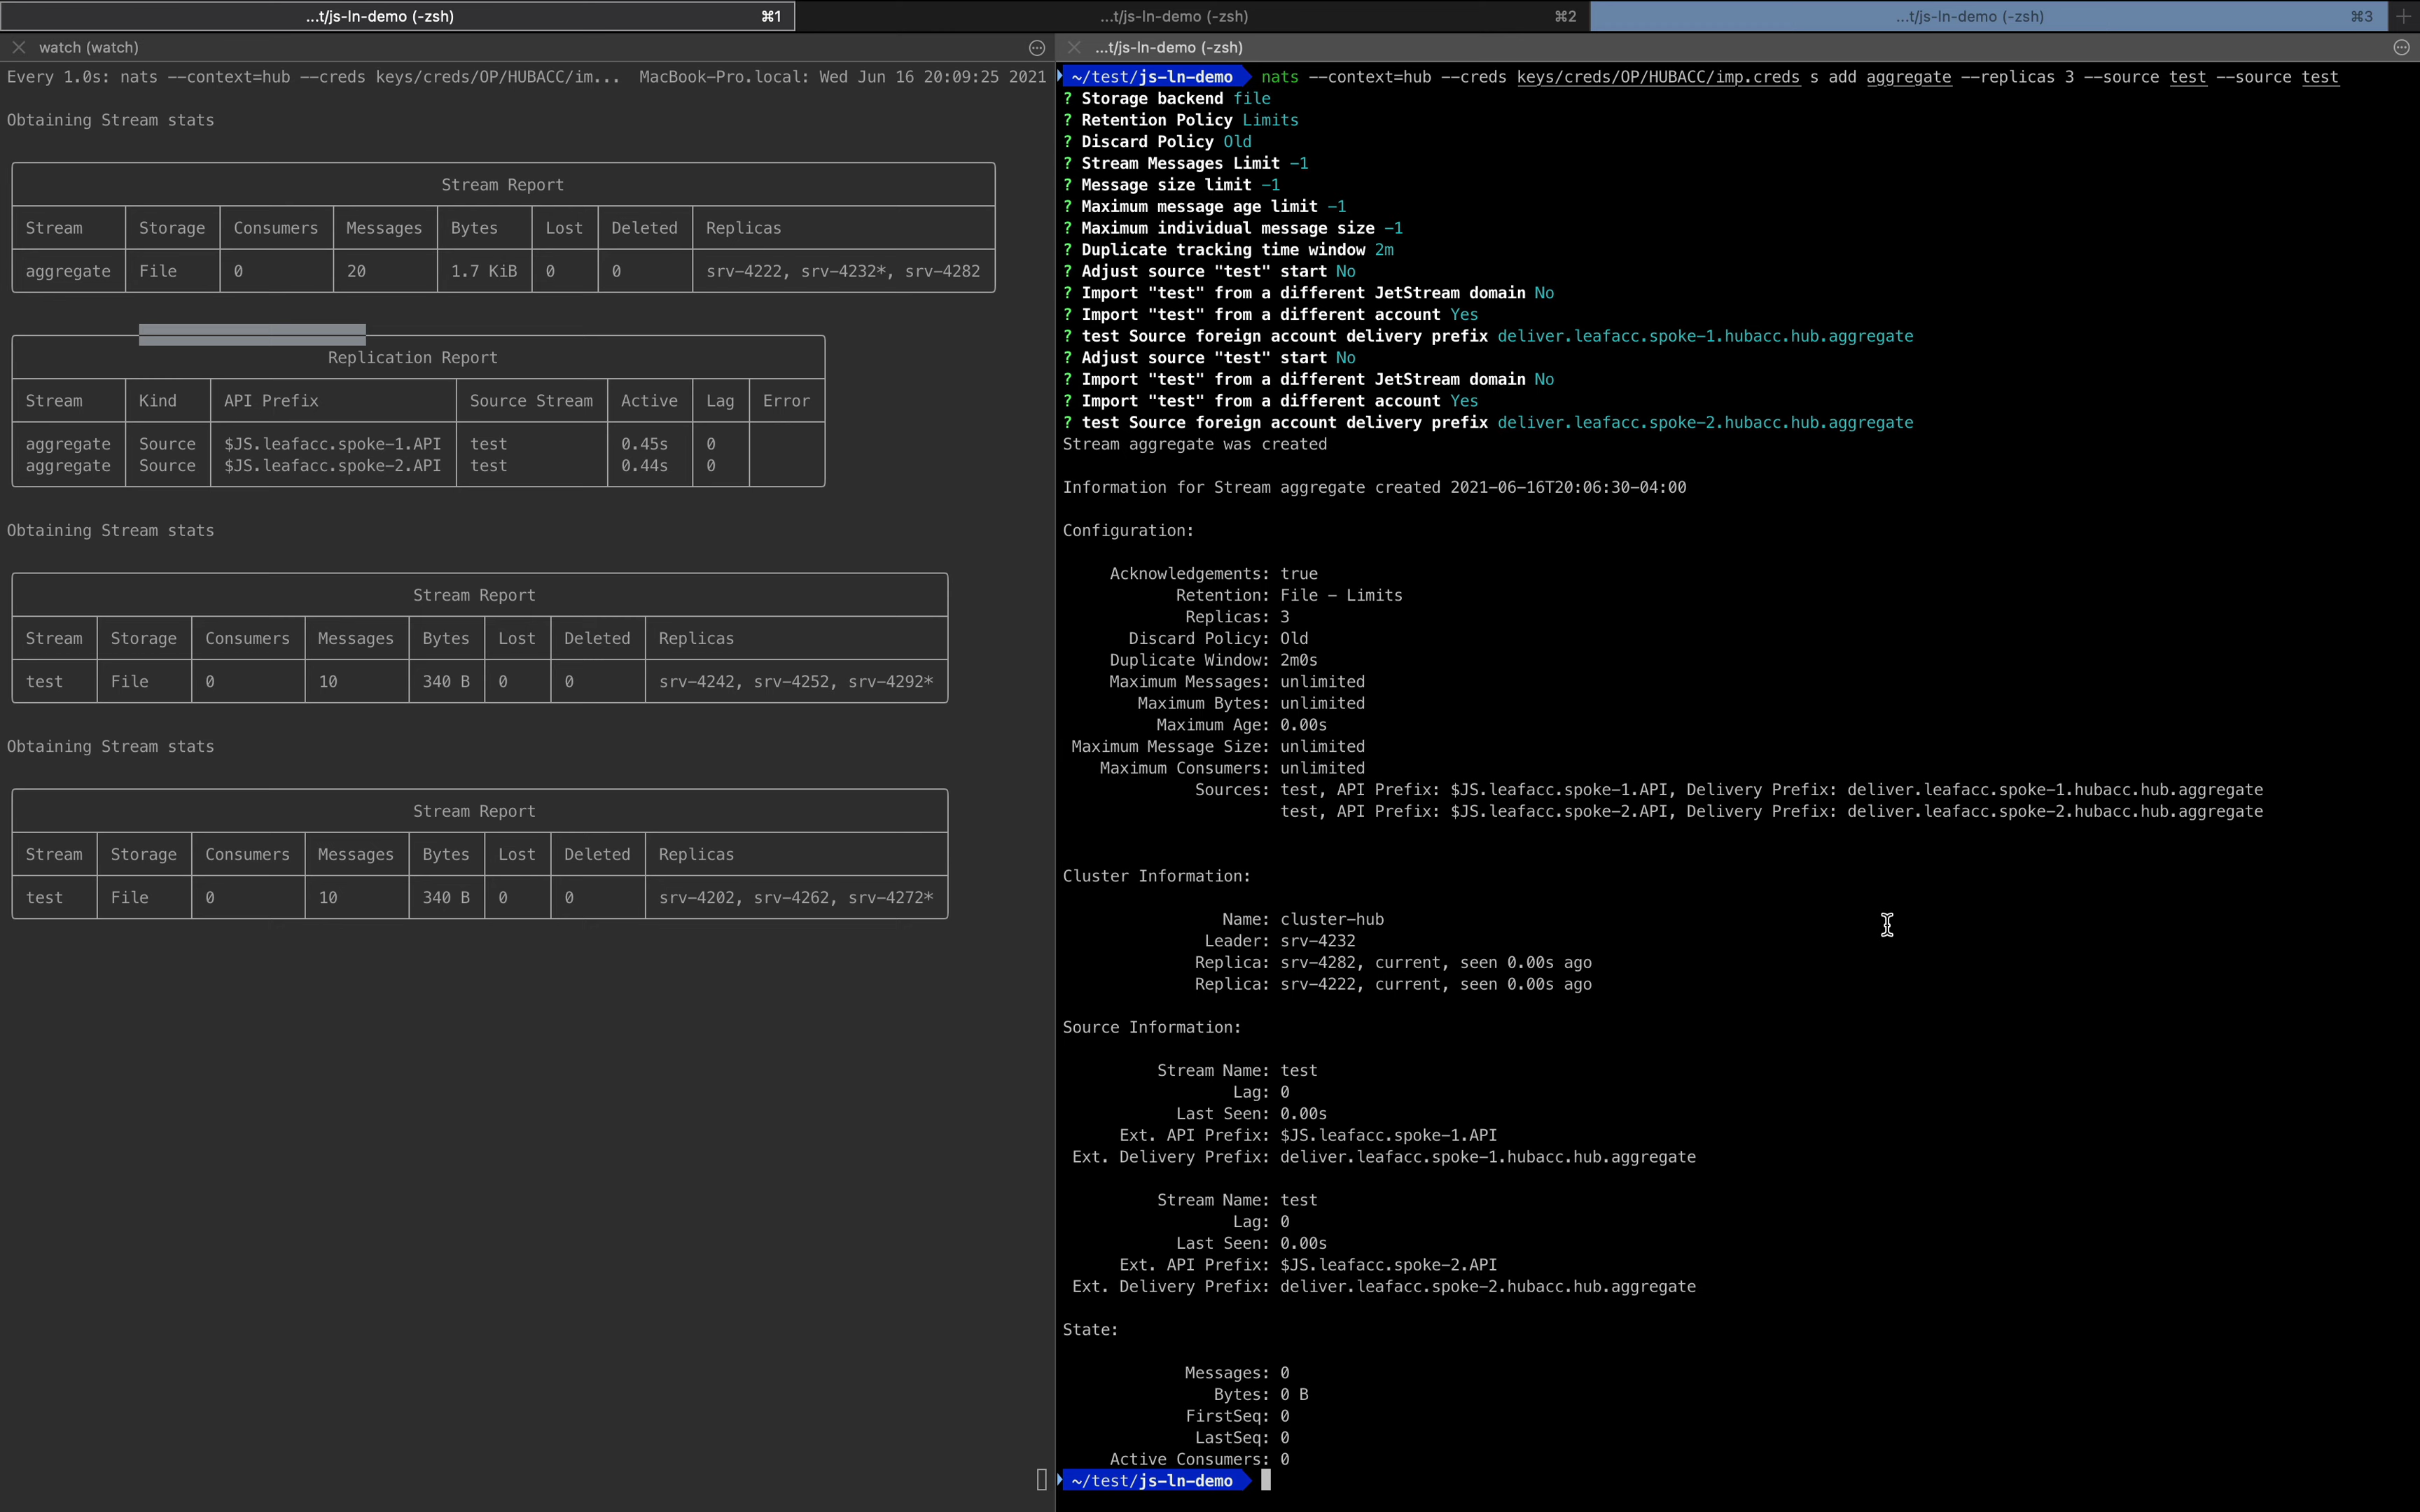 ...t/js-ln-demo (-zsh) ⌘1 ...t/js-ln-demo (-zsh) ⌘2 ...t/js-ln-demo (-zsh) ⌘3
watch (watch)
Every 1.0s: nats --context=hub --creds keys/creds/OP/HUBACC/im... MacBook-Pro.local: Wed Jun 16 20:09:25 2021
Obtaining Stream stats
Stream Report
Stream Storage Consumers Messages Bytes Lost Deleted Replicas
aggregate File 0 20 1.7 KiB 0 0 srv-4222, srv-4232*, srv-4282
Replication Report
Stream Kind API Prefix Source Stream Active Lag Error
aggregate Source $JS.leafacc.spoke-1.API test 0.45s 0
aggregate Source $JS.leafacc.spoke-2.API test 0.44s 0
Obtaining Stream stats
Stream Report
Stream Storage Consumers Messages Bytes Lost Deleted Replicas
test File 0 10 340 B 0 0 srv-4242, srv-4252, srv-4292*
Obtaining Stream stats
Stream Report
Stream Storage Consumers Messages Bytes Lost Deleted Replicas
test File 0 10 340 B 0 0 srv-4202, srv-4262, srv-4272*
...t/js-ln-demo (-zsh)
~/test/js-ln-demo nats --context=hub --creds keys/creds/OP/HUBACC/imp.creds s add aggregate --replicas 3 --source test --source test
? Storage backend file
? Retention Policy Limits
? Discard Policy Old
? Stream Messages Limit -1
? Message size limit -1
? Maximum message age limit -1
? Maximum individual message size -1
? Duplicate tracking time window 2m
? Adjust source "test" start No
? Import "test" from a different JetStream domain No
? Import "test" from a different account Yes
? test Source foreign account delivery prefix deliver.leafacc.spoke-1.hubacc.hub.aggregate
? Adjust source "test" start No
? Import "test" from a different JetStream domain No
? Import "test" from a different account Yes
? test Source foreign account delivery prefix deliver.leafacc.spoke-2.hubacc.hub.aggregate
Stream aggregate was created
Information for Stream aggregate created 2021-06-16T20:06:30-04:00
Configuration:
Acknowledgements: true
Retention: File - Limits
Replicas: 3
Discard Policy: Old
Duplicate Window: 2m0s
Maximum Messages: unlimited
Maximum Bytes: unlimited
Maximum Age: 0.00s
Maximum Message Size: unlimited
Maximum Consumers: unlimited
Sources: test, API Prefix: $JS.leafacc.spoke-1.API, Delivery Prefix: deliver.leafacc.spoke-1.hubacc.hub.aggregate
test, API Prefix: $JS.leafacc.spoke-2.API, Delivery Prefix: deliver.leafacc.spoke-2.hubacc.hub.aggregate
Cluster Information:
Name: cluster-hub
Leader: srv-4232
Replica: srv-4282, current, seen 0.00s ago
Replica: srv-4222, current, seen 0.00s ago
Source Information:
Stream Name: test
Lag: 0
Last Seen: 0.00s
Ext. API Prefix: $JS.leafacc.spoke-1.API
Ext. Delivery Prefix: deliver.leafacc.spoke-1.hubacc.hub.aggregate
Stream Name: test
Lag: 0
Last Seen: 0.00s
Ext. API Prefix: $JS.leafacc.spoke-2.API
Ext. Delivery Prefix: deliver.leafacc.spoke-2.hubacc.hub.aggregate
State:
Messages: 0
Bytes: 0 B
FirstSeq: 0
LastSeq: 0
Active Consumers: 0
~/test/js-ln-demo